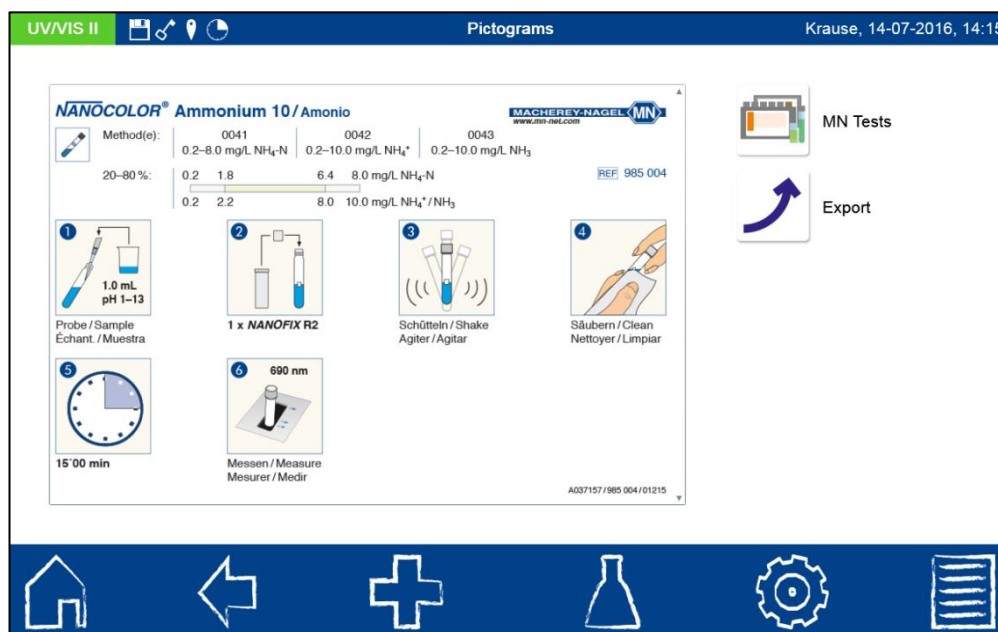 UV/VIS II Pictograms Krause, 14-07-2016, 14:15
NANOCOLOR® Ammonium 10 / Amonio MACHEREY-NAGEL MN
www.mn-net.com
Method(e): 0041 0042 0043
0.2–8.0 mg/L NH₄-N 0.2–10.0 mg/L NH₄⁺ 0.2–10.0 mg/L NH₃
20–80 %: 0.2 1.8 6.4 8.0 mg/L NH₄-N REF 985 004
0.2 2.2 8.0 10.0 mg/L NH₄⁺/NH₃
1 2 3 4
1.0 mL
pH 1–13
Probe / Sample
Échant. / Muestra
1 x NANOFIX R2
Schütteln / Shake
Agiter / Agitar
Säubern / Clean
Nettoyer / Limpiar
5 6 690 nm
15´00 min
Messen / Measure
Mesurer / Medir
A037157 / 985 004 / 01215
MN Tests
Export